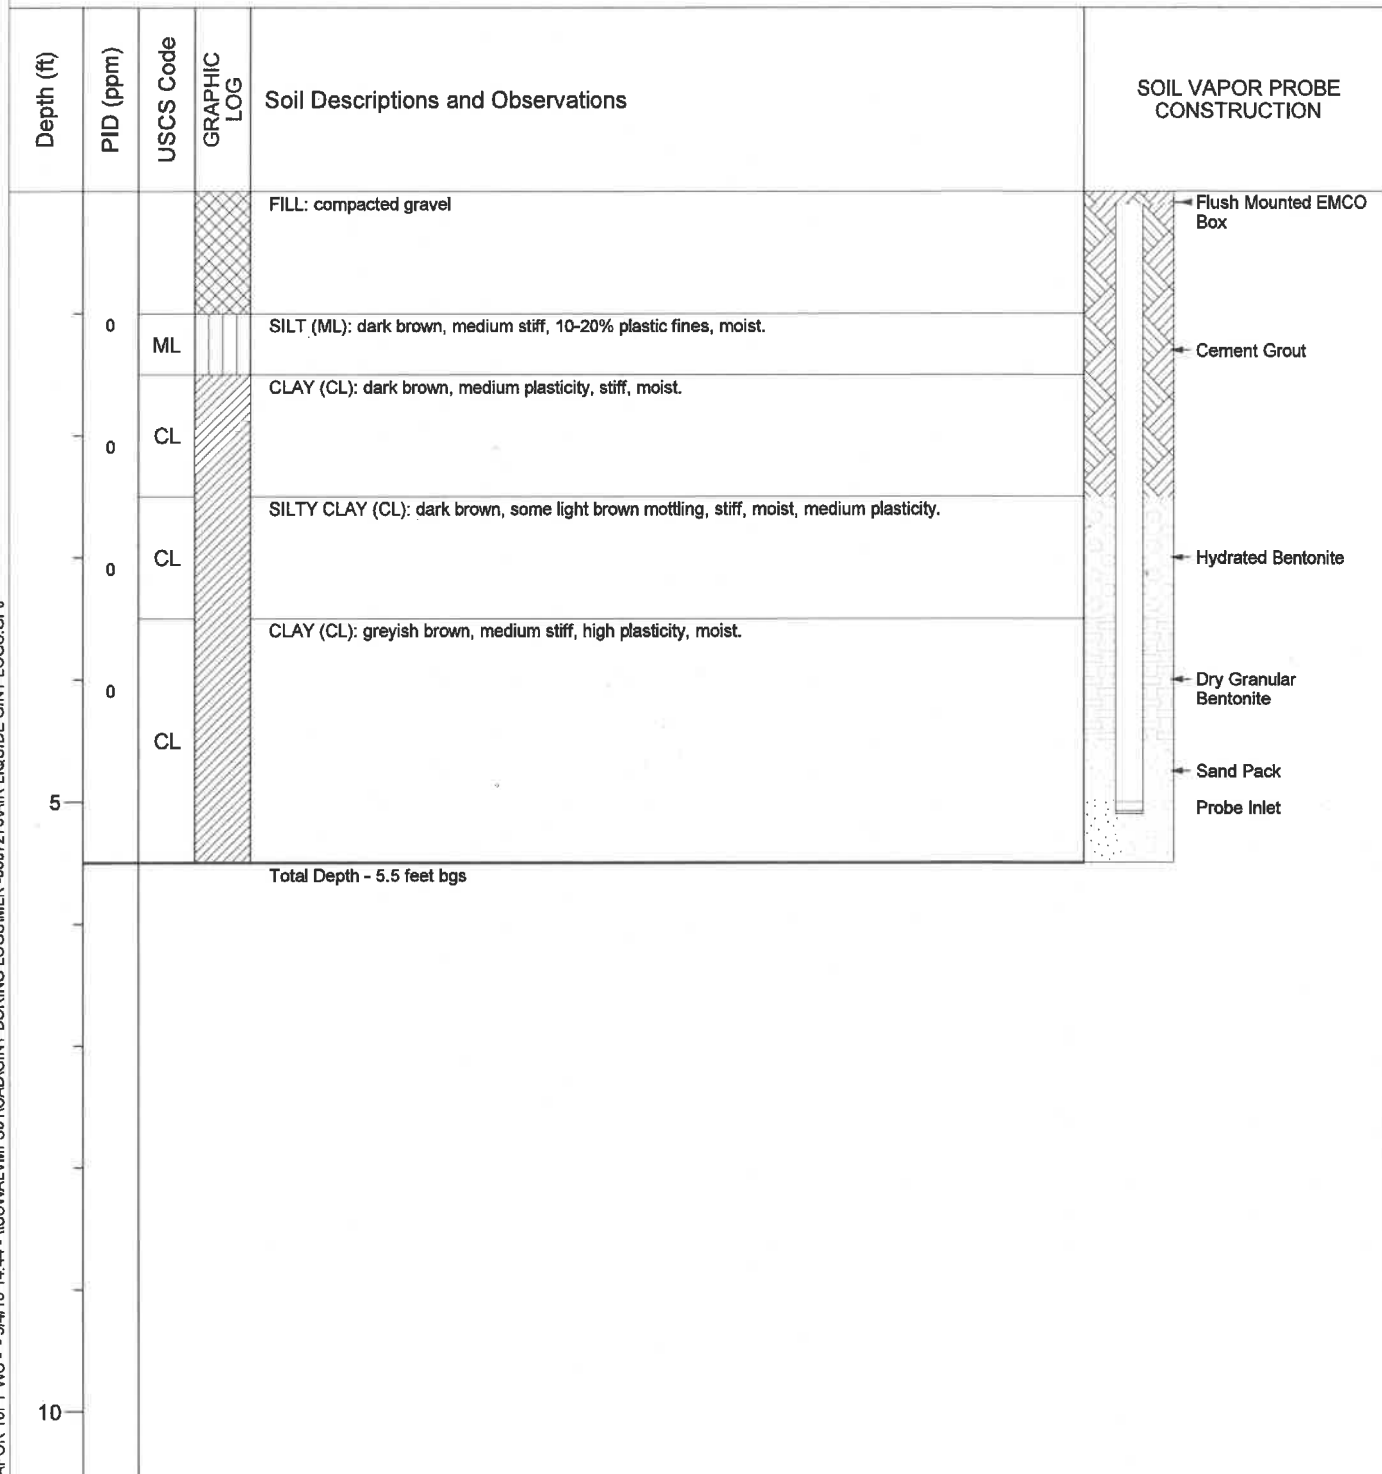 Depth (ft)
PID (ppm)
USCS Code
GRAPHIC
LOG
Soil Descriptions and Observations
SOIL VAPOR PROBE
CONSTRUCTION
FILL: compacted gravel
Flush Mounted EMCO
Box
0
ML
SILT (ML): dark brown, medium stiff, 10-20% plastic fines, moist.
Cement Grout
CLAY (CL): dark brown, medium plasticity, stiff, moist.
0
CL
SILTY CLAY (CL): dark brown, some light brown mottling, stiff, moist, medium plasticity.
0
CL
Hydrated Bentonite
CLAY (CL): greyish brown, medium stiff, high plasticity, moist.
0
CL
Dry Granular
Bentonite
Sand Pack
5
Probe Inlet
Total Depth - 5.5 feet bgs
10